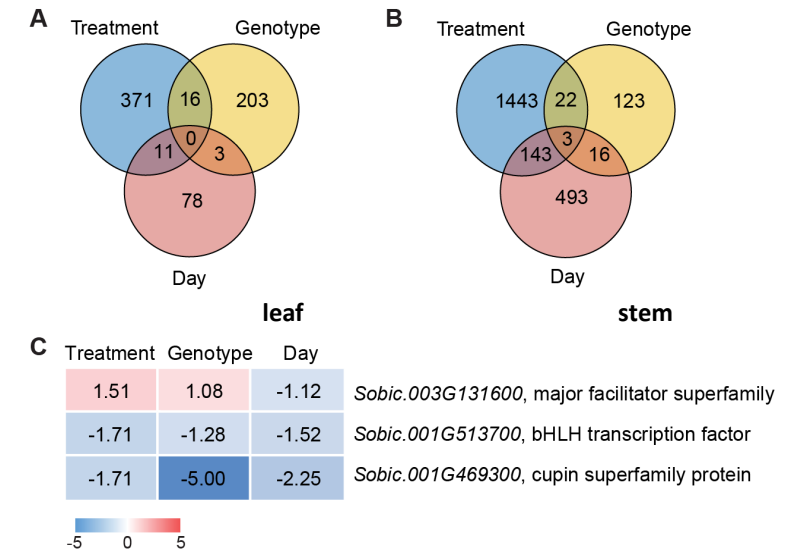 A
B
Treatment
Genotype
Treatment
Genotype
371
16
203
1443
22
123
0
3
11
3
143
16
78
493
Day
Day
leaf
stem
C
Treatment Genotype Day
1.51 1.08 -1.12 Sobic.003G131600, major facilitator superfamily
-1.71 -1.28 -1.52 Sobic.001G513700, bHLH transcription factor
-1.71 -5.00 -2.25 Sobic.001G469300, cupin superfamily protein
-5 0 5